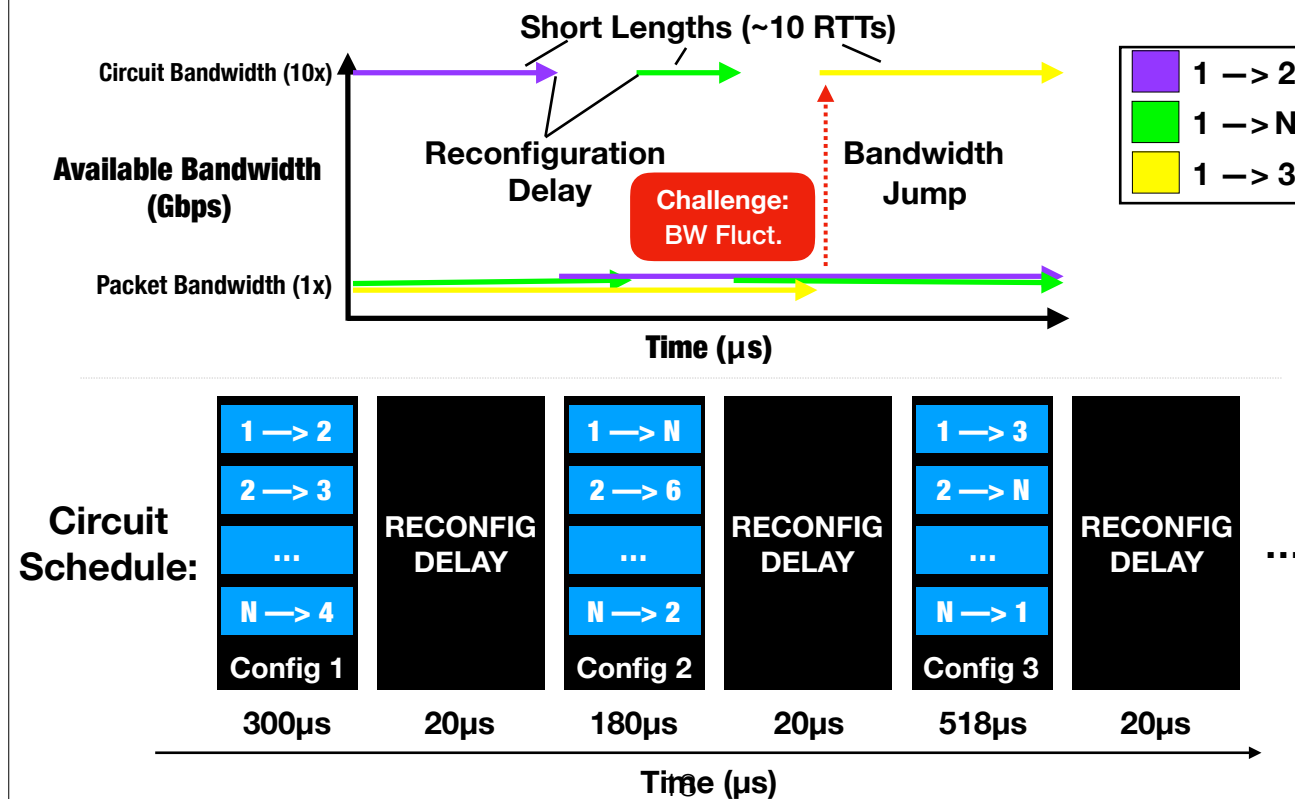 Short Lengths (~10 RTTs)
Circuit Bandwidth (10x)
1 —> 2
1 —> N
1 —> 3
Reconfiguration
Delay
Bandwidth
Jump
Available Bandwidth
(Gbps)
Challenge:
BW Fluct.
Packet Bandwidth (1x)
Time (µs)
Circuit
Schedule:
1 —> 2
2 —> 3
...
N —> 4
Config 1
RECONFIG
DELAY
1 —> N
2 —> 6
...
N —> 2
Config 2
RECONFIG
DELAY
1 —> 3
2 —> N
...
N —> 1
Config 3
RECONFIG
DELAY
...
300µs
20µs
180µs
20µs
518µs
20µs
Time (µs)